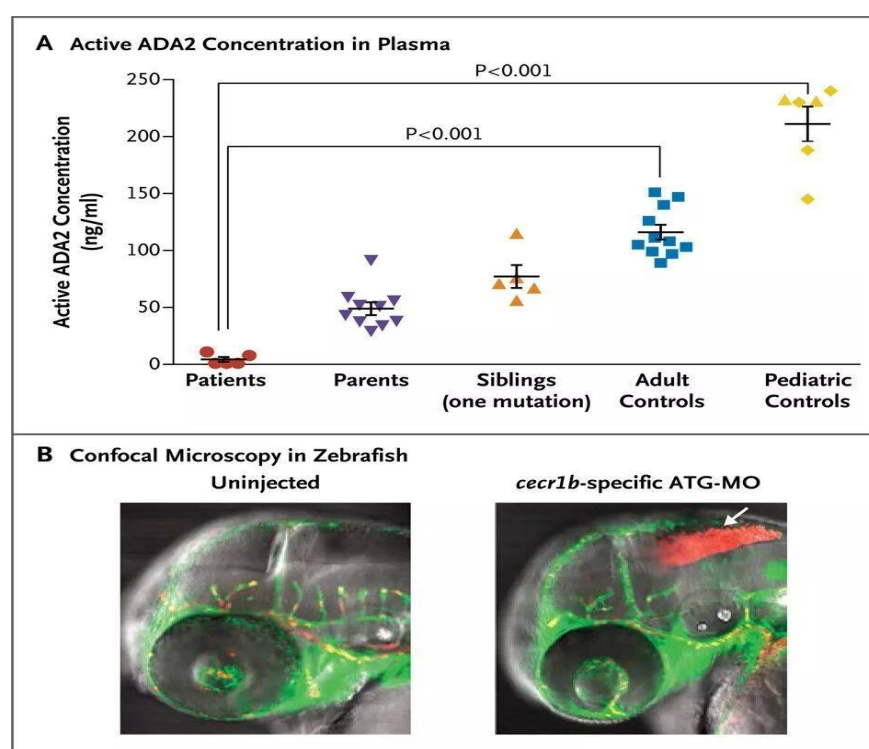 A Active ADA2 Concentration in Plasma
250
200
150
100
50
0
Active ADA2 Concentration
(ng/ml)
P<0.001
P<0.001
Patients
Parents
Siblings
(one mutation)
Adult
Controls
Pediatric
Controls
B Confocal Microscopy in Zebrafish
Uninjected
cecr1b-specific ATG-MO